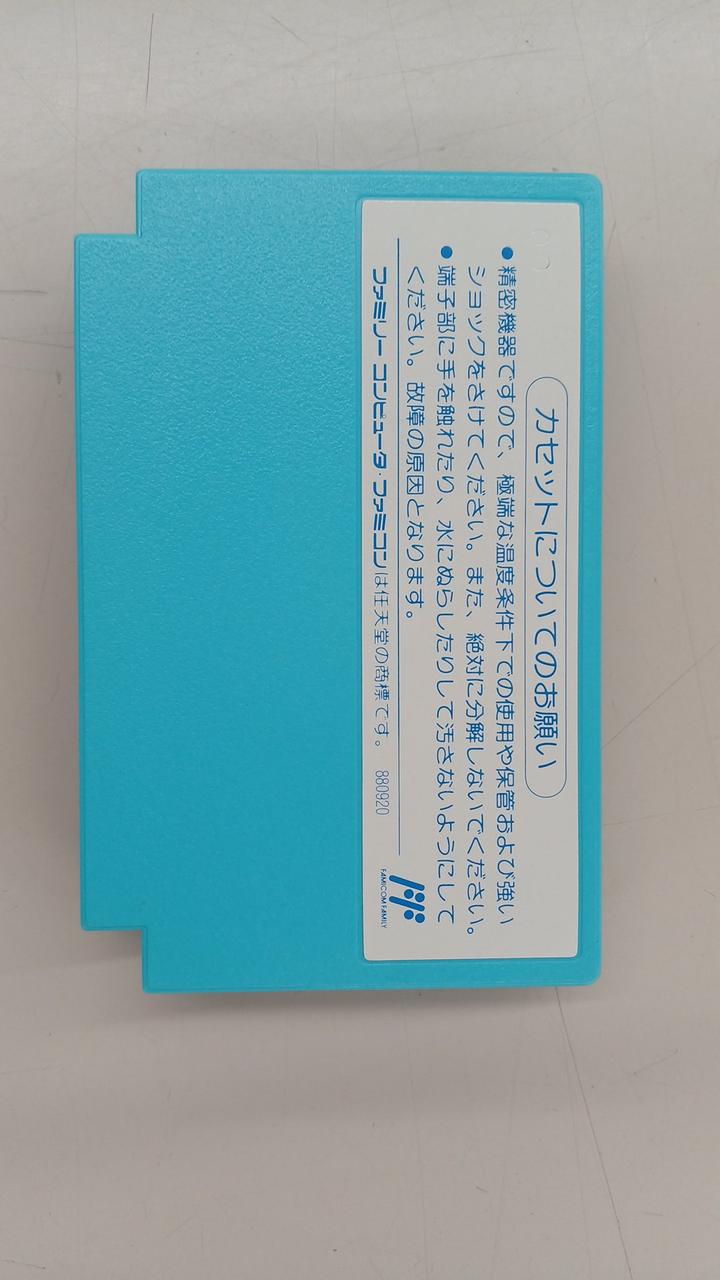 カセットについてのお願い
●精密機器ですので、極端な温度条件下での使用や保管および強い
ショックをさけてください。また、絶対に分解しないでください。
●端子部に手を触れたり、水にぬらしたりして汚さないようにして
ください。故障の原因となります。
ファミリー コンピュータ・ファミコンは任天堂の商標です。 880920
FAMICOM FAMILY